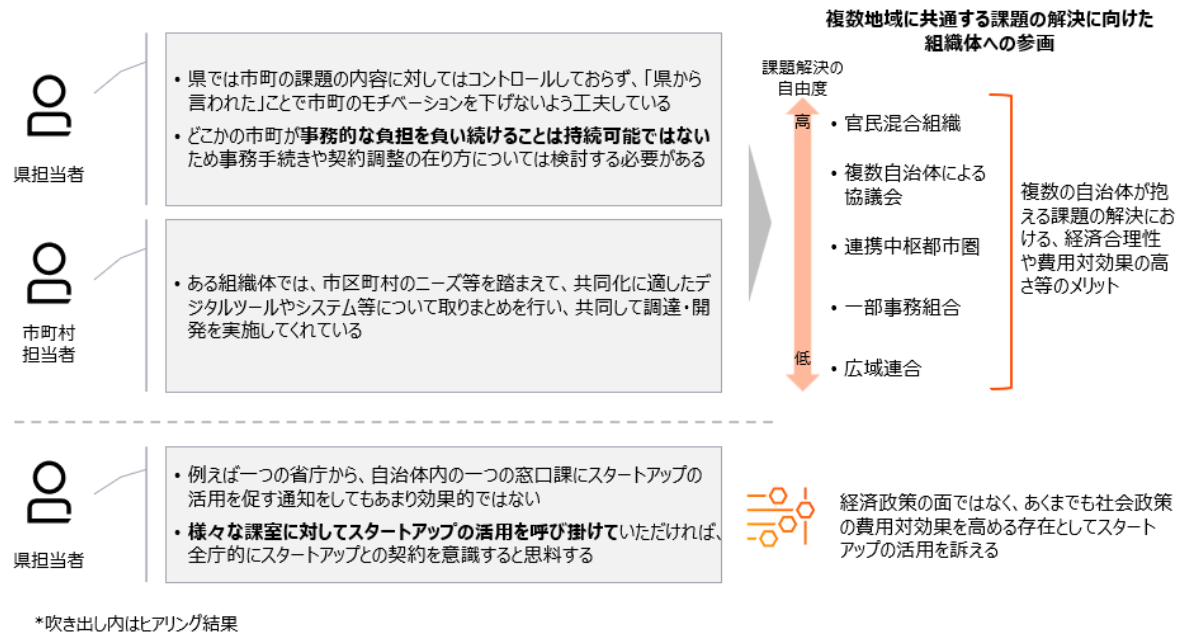 複数地域に共通する課題の解決に向けた
組織体への参画
県担当者
• 県では市町の課題の内容に対してはコントロールしておらず、「県から
言われた」ことで市町のモチベーションを下げないよう工夫している
• どこかの市町が事務的な負担を負い続けることは持続可能ではない
ため事務手続きや契約調整の在り方については検討する必要がある
市町村
担当者
• ある組織体では、市区町村のニーズ等を踏まえて、共同化に適したデ
ジタルツールやシステム等について取りまとめを行い、共同して調達・開
発を実施してくれている
課題解決の
自由度
高
低
• 官民混合組織
• 複数自治体による
協議会
• 連携中枢都市圏
• 一部事務組合
• 広域連合
複数の自治体が抱
える課題の解決にお
ける、経済合理性
や費用対効果の高
さ等のメリット
県担当者
• 例えば一つの省庁から、自治体内の一つの窓口課にスタートアップの
活用を促す通知をしてもあまり効果的ではない
• 様々な課室に対してスタートアップの活用を呼び掛けていただければ、
全庁的にスタートアップとの契約を意識すると思料する
経済政策の面ではなく、あくまでも社会政策
の費用対効果を高める存在としてスタート
アップの活用を訴える
*吹き出し内はヒアリング結果